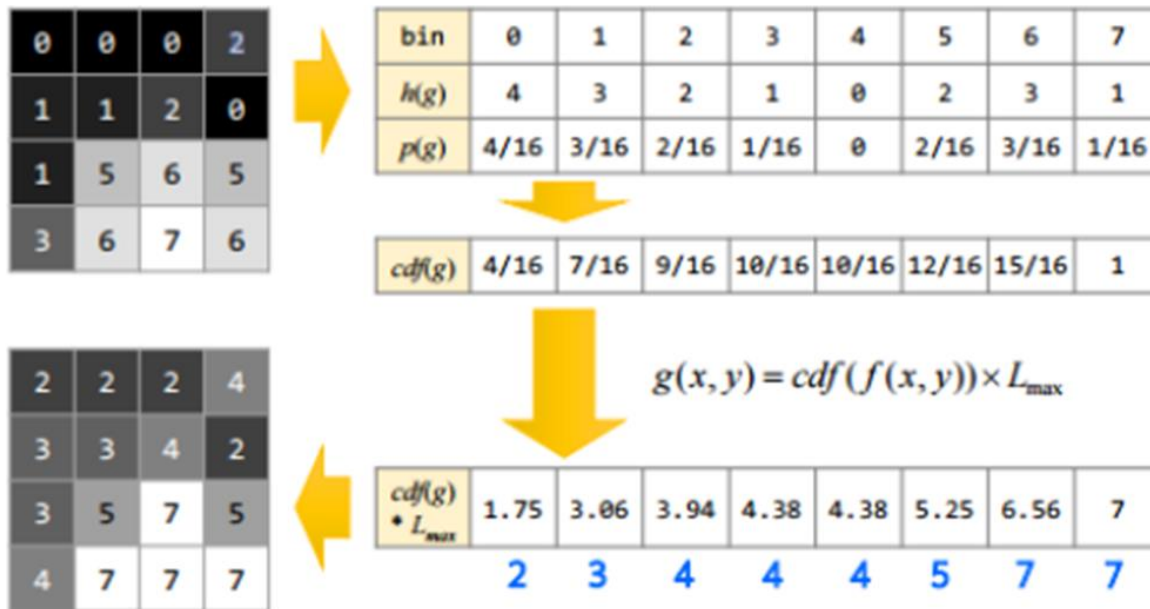 0 0 0 2
1 1 2 0
1 5 6 5
3 6 7 6
bin 0 1 2 3 4 5 6 7
h(g) 4 3 2 1 0 2 3 1
p(g) 4/16 3/16 2/16 1/16 0 2/16 3/16 1/16
cdf(g) 4/16 7/16 9/16 10/16 10/16 12/16 15/16 1
g(x, y) = cdf(f(x, y)) × Lmax
cdf(g)
* Lmax 1.75 3.06 3.94 4.38 4.38 5.25 6.56 7
2 3 4 4 4 5 7 7
2 2 2 4
3 3 4 2
3 5 7 5
4 7 7 7